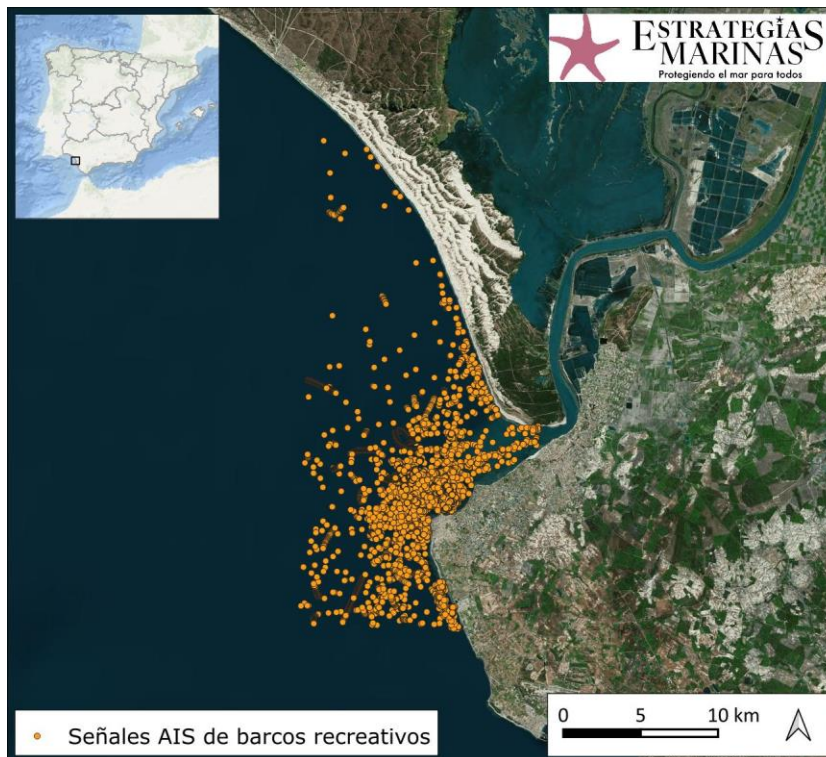 ESTRATEGIAS
MARINAS
Protegiendo el mar para todos
Señales AIS de barcos recreativos
0 5 10 km